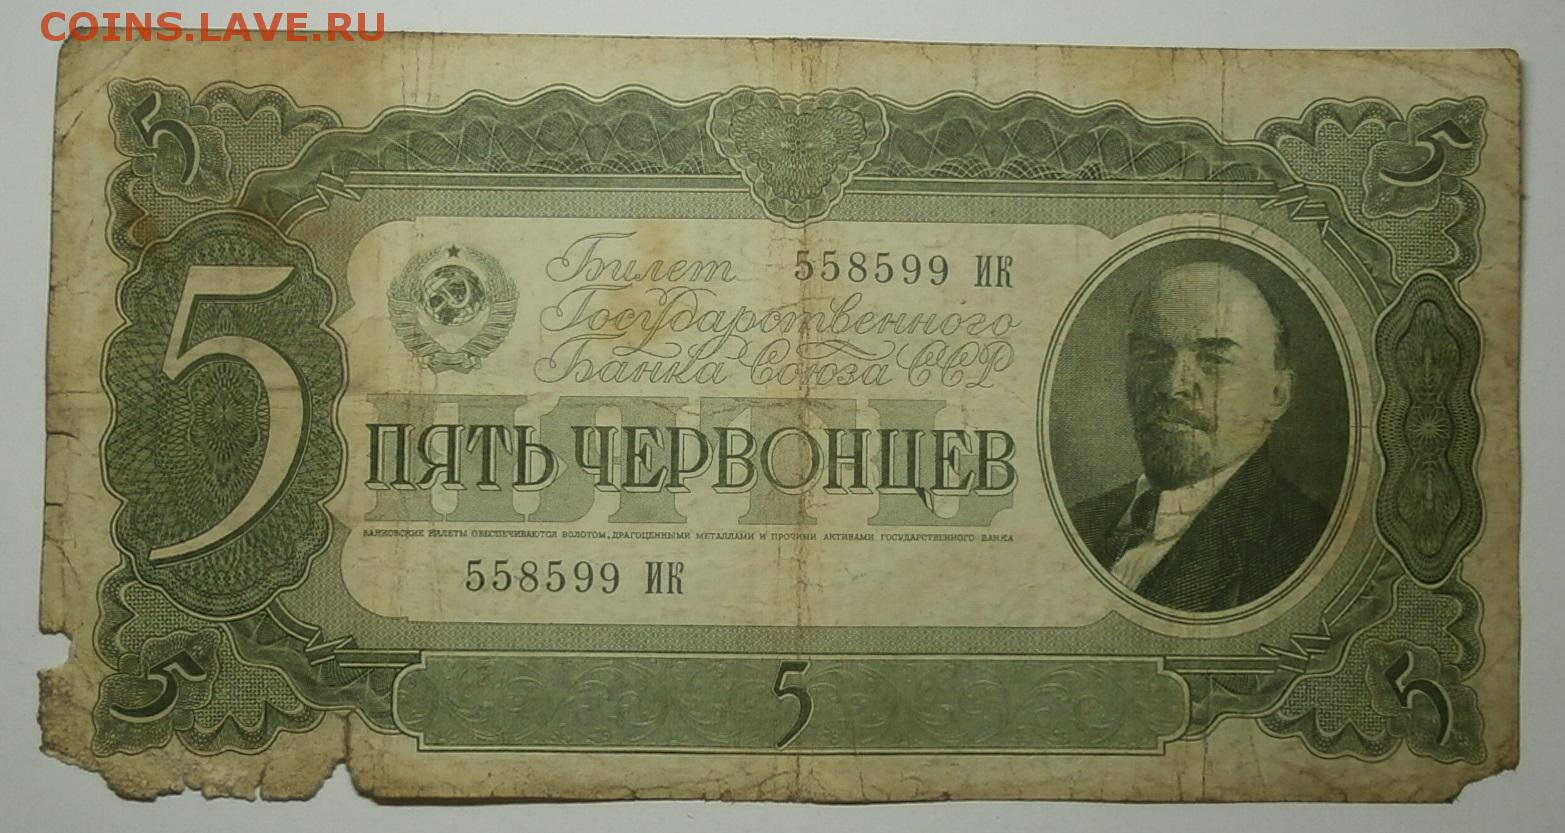 COINS.LAVE.RU
5 5
Билет 558599 ИК
Государственного
Банка Союза ССР
5
ПЯТЬ
ПЯТЬ ЧЕРВОНЦЕВ
БАНКОВСКИЕ БИЛЕТЫ ОБЕСПЕЧИВАЮТСЯ ЗОЛОТОМ, ДРАГОЦЕННЫМИ МЕТАЛЛАМИ И ПРОЧИМИ АКТИВАМИ ГОСУДАРСТВЕННОГО БАНКА
558599 ИК
5 5 5